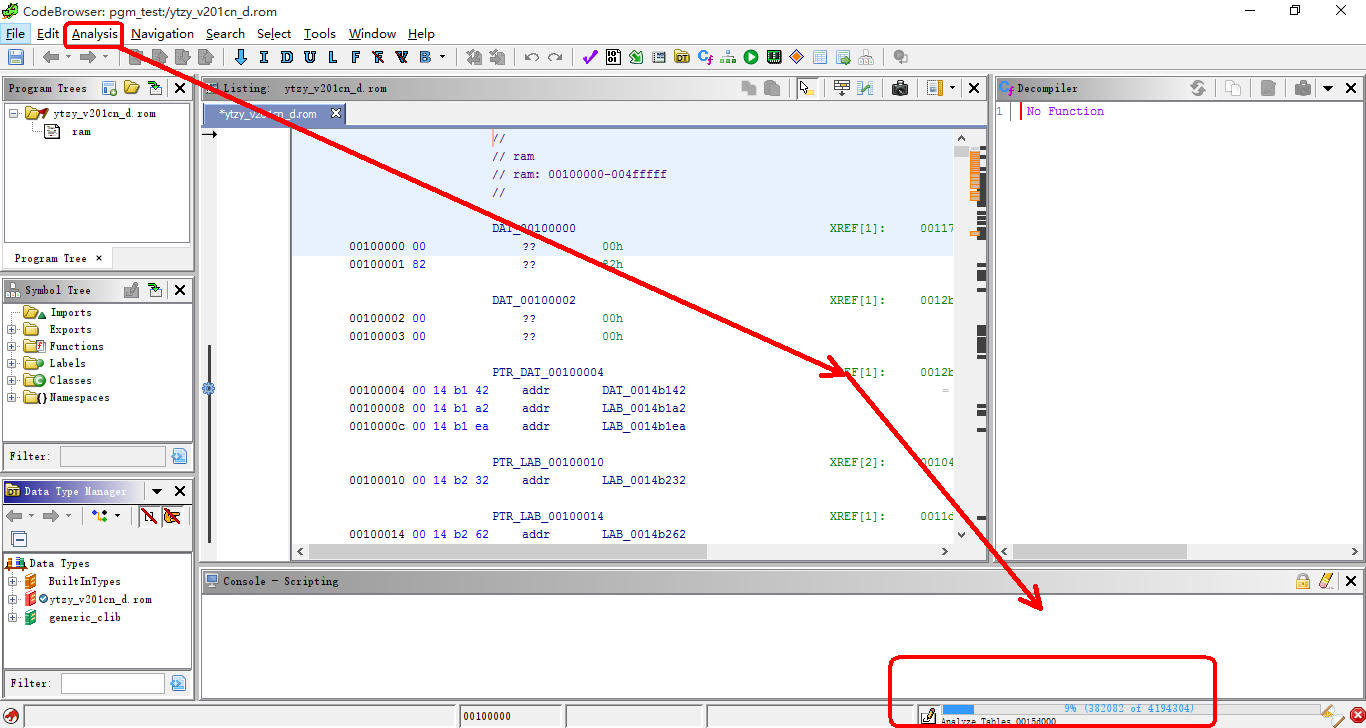 CodeBrowser: pgm_test:/ytzy_v201cn_d.rom
File Edit Analysis Navigation Search Select Tools Window Help
I D U L F R V B
Program Trees
ytzy_v201cn_d.rom
ram
Program Tree ×
Symbol Tree
Imports
Exports
Functions
Labels
Classes
Namespaces
Filter:
Data Type Manager
Data Types
BuiltInTypes
ytzy_v201cn_d.rom
generic_clib
Filter:
Listing: ytzy_v201cn_d.rom
*ytzy_v201cn_d.rom
//
// ram
// ram: 00100000-004fffff
//
DAT_00100000 XREF[1]: 00117
00100000 00 ?? 00h
00100001 82 ?? 82h
DAT_00100002 XREF[1]: 0012b
00100002 00 ?? 00h
00100003 00 ?? 00h
PTR_DAT_00100004 XREF[1]: 0012b
00100004 00 14 b1 42 addr DAT_0014b142 =
00100008 00 14 b1 a2 addr LAB_0014b1a2
0010000c 00 14 b1 ea addr LAB_0014b1ea
PTR_LAB_00100010 XREF[2]: 00104
00100010 00 14 b2 32 addr LAB_0014b232
PTR_LAB_00100014 XREF[1]: 0011c
00100014 00 14 b2 62 addr LAB_0014b262
Decompiler
1 No Function
Console - Scripting
00100000
9% (382082 of 4194304)
Analyze Tables 0015d000